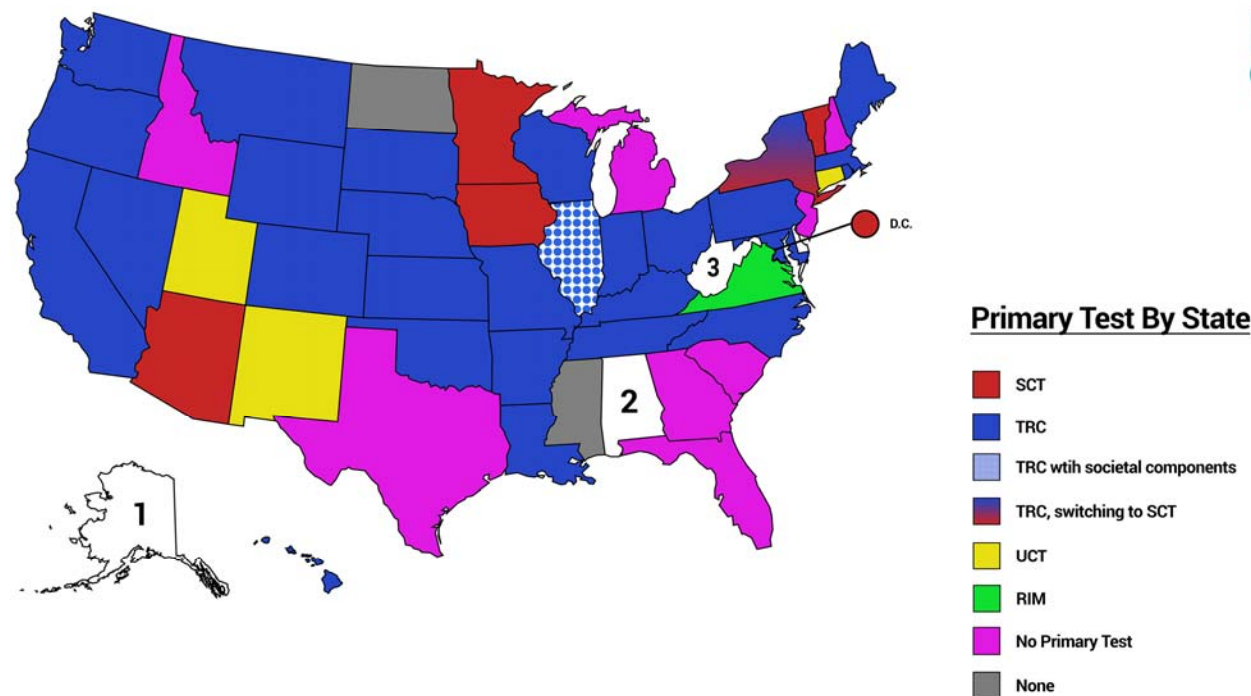 D.C.
3
2
1
Primary Test By State
SCT
TRC
TRC wtih societal components
TRC, switching to SCT
UCT
RIM
No Primary Test
None